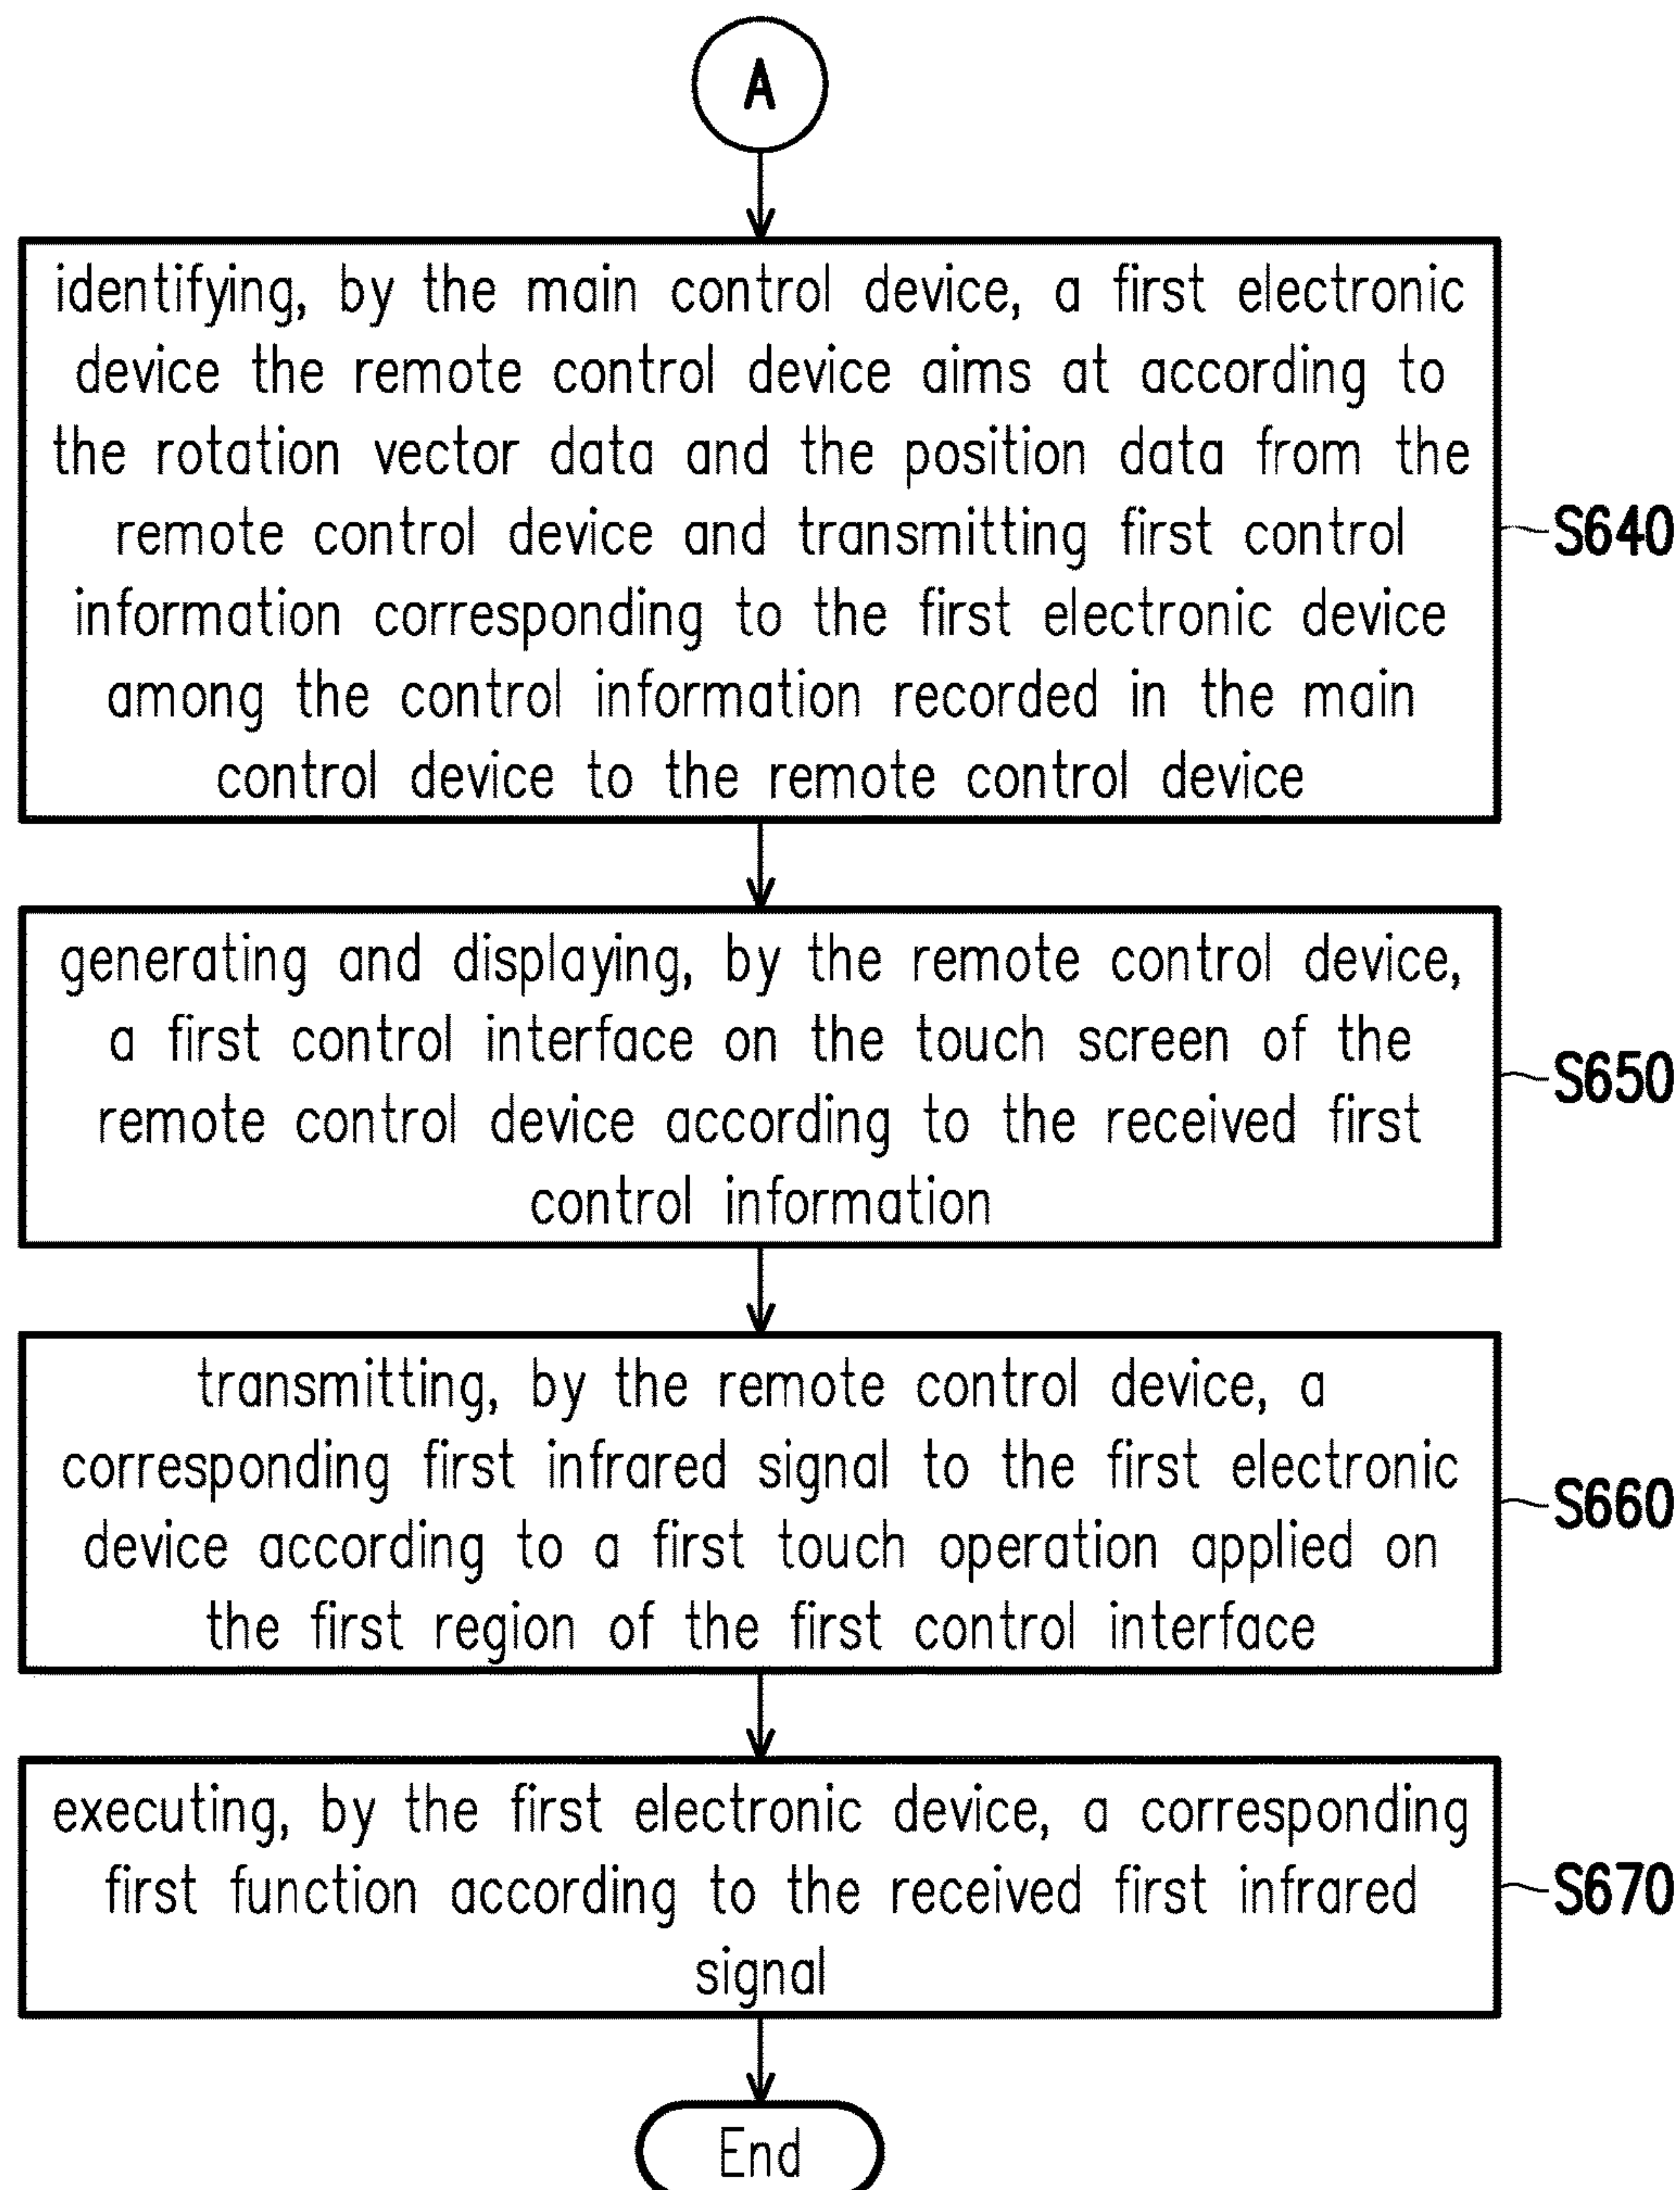 A
identifying, by the main control device, a first electronic
device the remote control device aims at according to
the rotation vector data and the position data from the
remote control device and transmitting first control
information corresponding to the first electronic device
among the control information recorded in the main
control device to the remote control device
S640
generating and displaying, by the remote control device,
a first control interface on the touch screen of the
remote control device according to the received first
control information
S650
transmitting, by the remote control device, a
corresponding first infrared signal to the first electronic
device according to a first touch operation applied on
the first region of the first control interface
S660
executing, by the first electronic device, a corresponding
first function according to the received first infrared
signal
S670
End